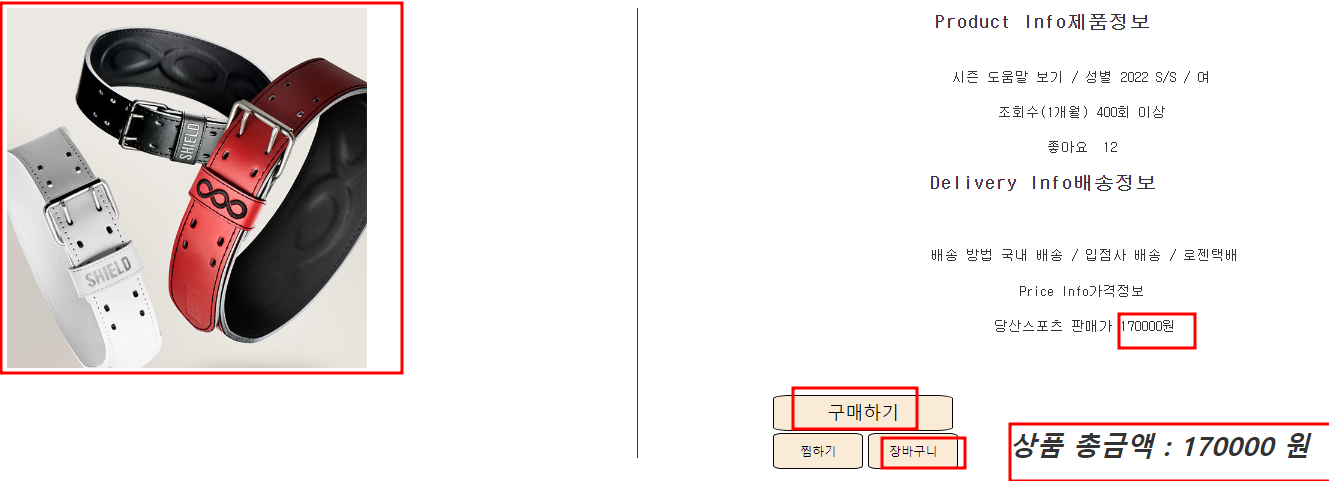 SHIELD
SHIELD
Product Info제품정보
시즌 도움말 보기 / 성별 2022 S/S / 여
조회수(1개월) 400회 이상
좋아요 12
Delivery Info배송정보
배송 방법 국내 배송 / 입점사 배송 / 로젠택배
Price Info가격정보
당산스포츠 판매가 170000원
구매하기
찜하기 장바구니
상품 총금액 : 170000 원